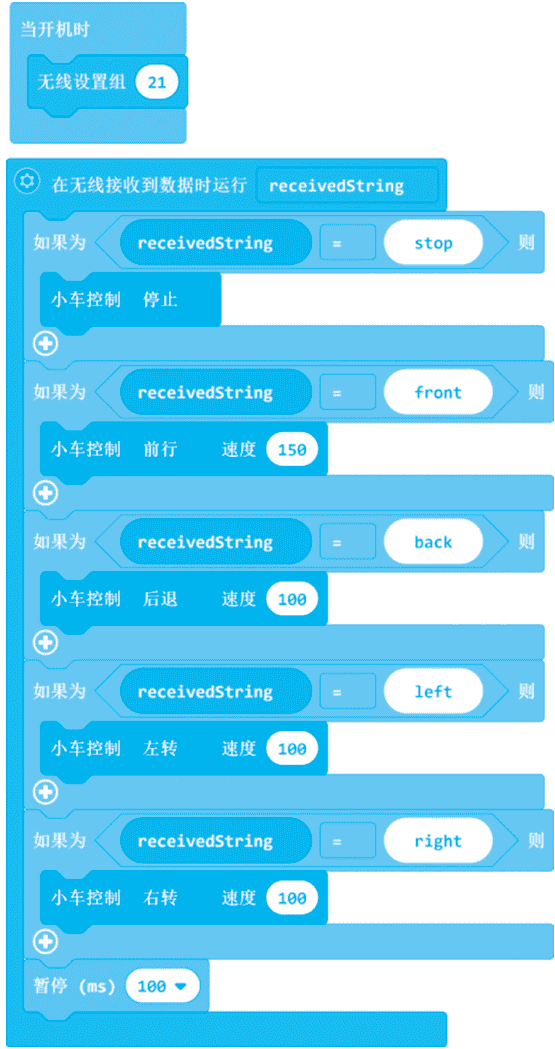 当开机时
无线设置组 21
在无线接收到数据时运行 receivedString
如果为 receivedString = stop 则
小车控制 停止
如果为 receivedString = front 则
小车控制 前行 速度 150
如果为 receivedString = back 则
小车控制 后退 速度 100
如果为 receivedString = left 则
小车控制 左转 速度 100
如果为 receivedString = right 则
小车控制 右转 速度 100
暂停 (ms) 100